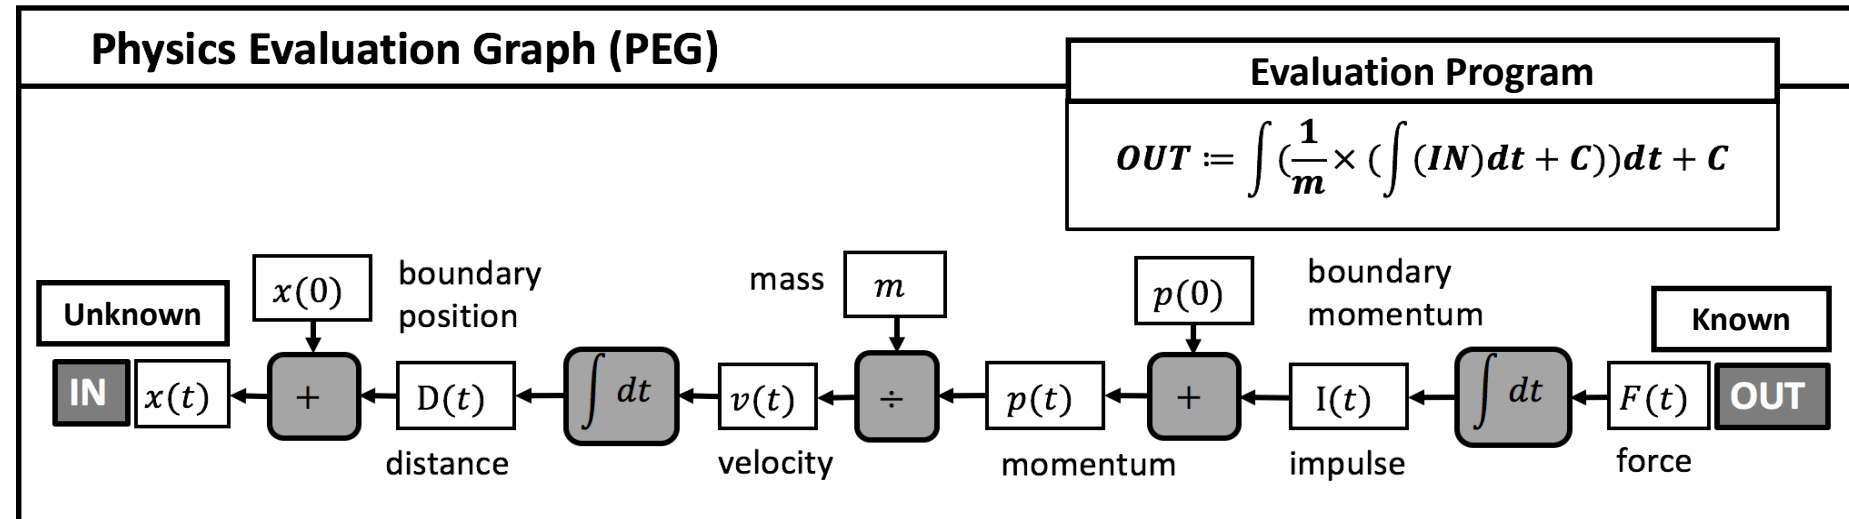 Physics Evaluation Graph (PEG)
Evaluation Program
OUT ≔ ∫(1/m × (∫(IN)dt + C))dt + C
Unknown
x(0)
boundary
position
mass
m
p(0)
boundary
momentum
Known
IN
x(t)
+
D(t)
∫ dt
v(t)
÷
p(t)
+
I(t)
∫ dt
F(t)
OUT
distance
velocity
momentum
impulse
force